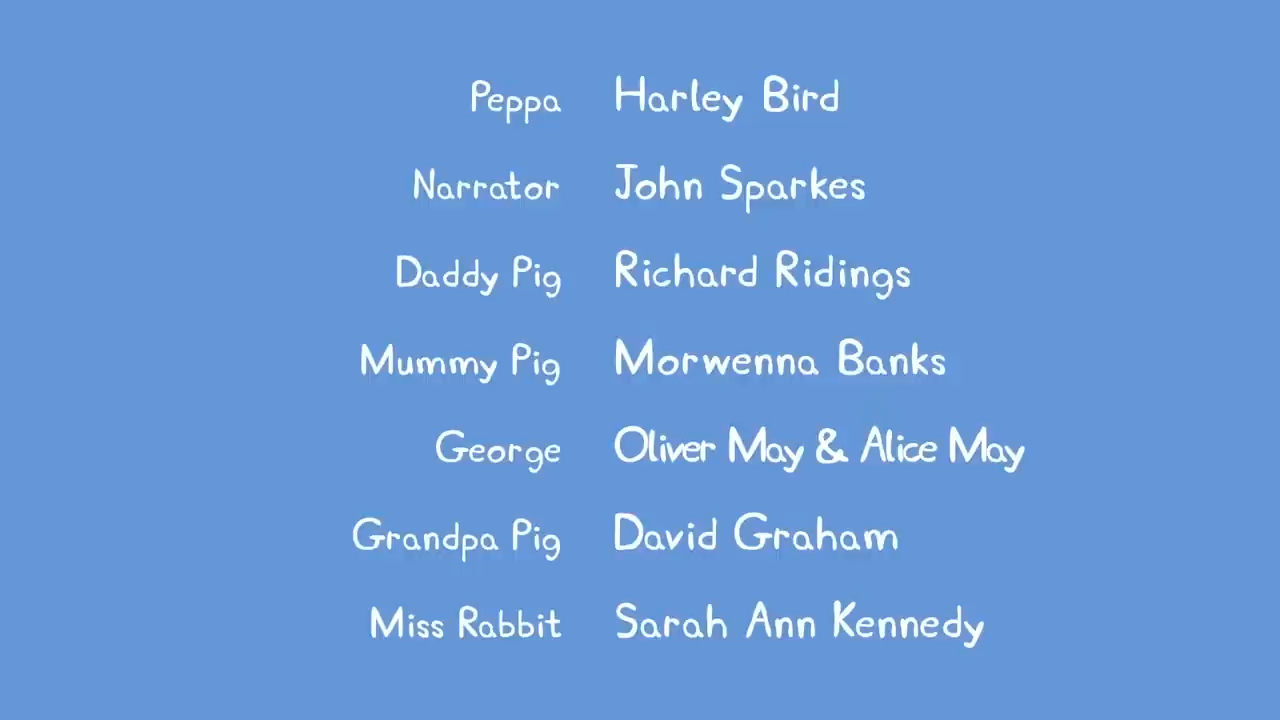 Peppa Harley Bird
Narrator John Sparkes
Daddy Pig Richard Ridings
Mummy Pig Morwenna Banks
George Oliver May & Alice May
Grandpa Pig David Graham
Miss Rabbit Sarah Ann Kennedy